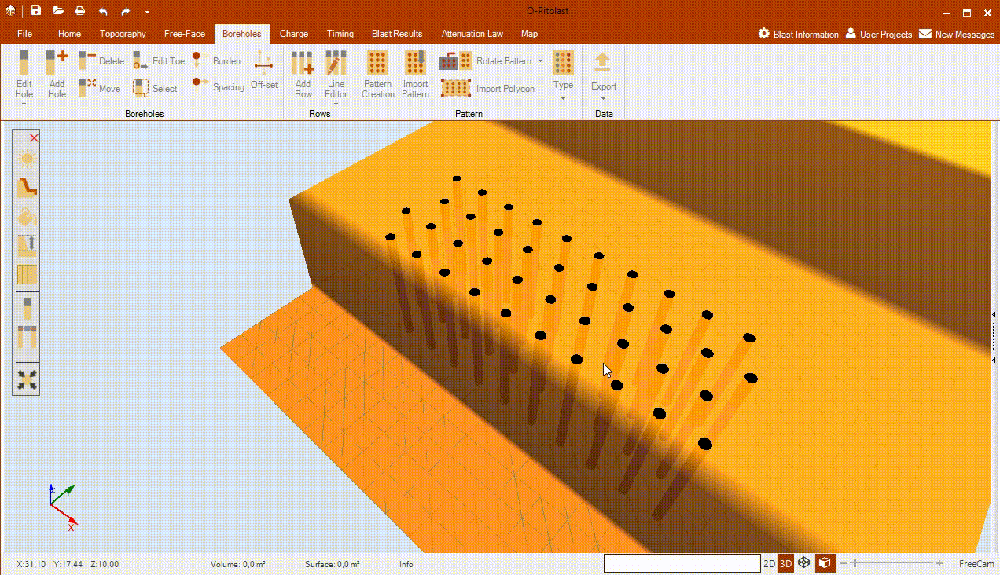 O-Pitblast
File Home Topography Free-Face Boreholes Charge Timing Blast Results Attenuation Law Map Blast Information User Projects New Messages
Edit Hole
Add Hole
Delete
Move
Edit Toe
Select
Burden
Spacing
Off-set
Boreholes
Add Row
Line Editor
Rows
Pattern Creation
Import Pattern
Rotate Pattern
Import Polygon
Type
Pattern
Export
Data
Z
Y
X
X:31,10 Y:17,44 Z:10,00 Volume: 0,0 m³ Surface: 0,0 m² Info: 2D 3D FreeCam